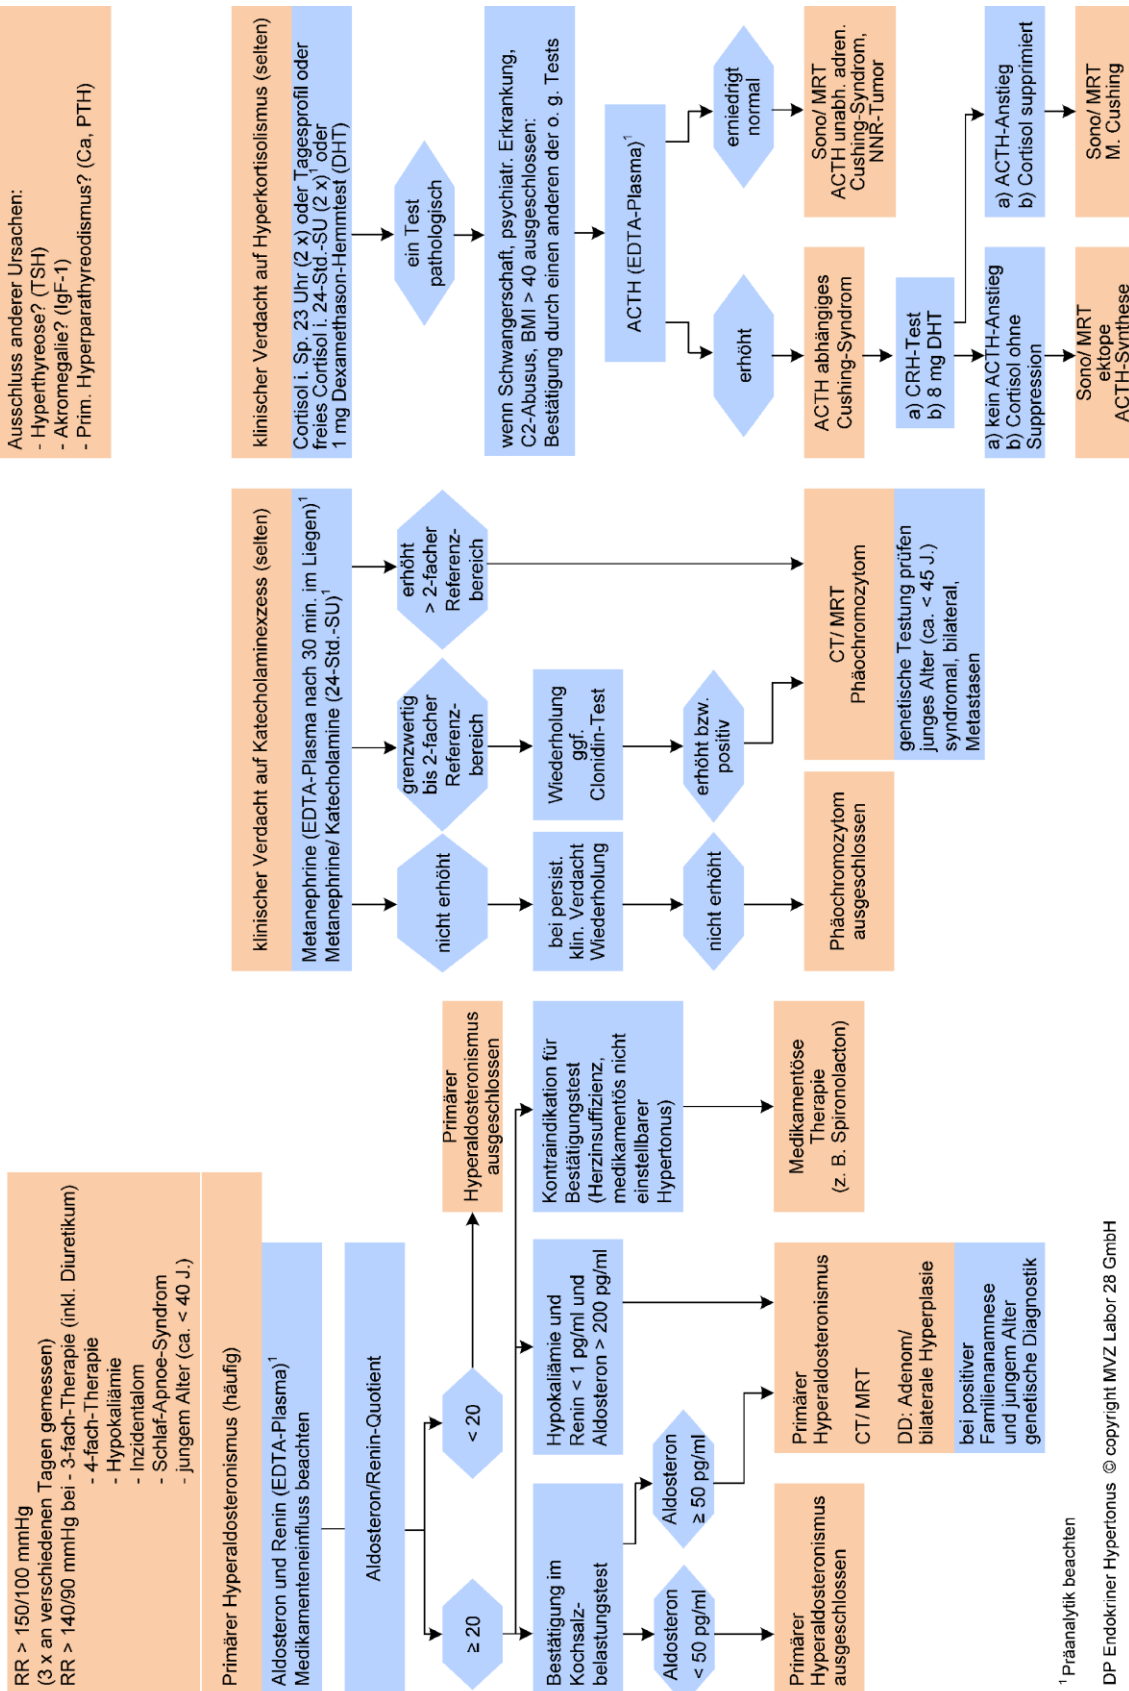 RR > 150/100 mmHg
(3 x an verschiedenen Tagen gemessen)
RR > 140/90 mmHg bei - 3-fach-Therapie (inkl. Diuretikum)
- 4-fach-Therapie
- Hypokaliämie
- Inzidentalom
- Schlaf-Apnoe-Syndrom
- jungem Alter (ca. < 40 J.)
Ausschluss anderer Ursachen:
- Hyperthyreose? (TSH)
- Akromegalie? (IgF-1)
- Prim. Hyperparathyreodismus? (Ca, PTH)
Primärer Hyperaldosteronismus (häufig)
Aldosteron und Renin (EDTA-Plasma)¹
Medikamenteneinfluss beachten
Aldosteron/Renin-Quotient
≥ 20
< 20
Primärer
Hyperaldosteronismus
ausgeschlossen
Bestätigung im
Kochsalz-
belastungstest
Hypokaliämie und
Renin < 1 pg/ml und
Aldosteron > 200 pg/ml
Kontraindikation für
Bestätigungstest
(Herzinsuffizienz,
medikamentös nicht
einstellbarer
Hypertonus)
Aldosteron
< 50 pg/ml
Aldosteron
≥ 50 pg/ml
Primärer
Hyperaldosteronismus
ausgeschlossen
Primärer
Hyperaldosteronismus
CT/ MRT
DD: Adenom/
bilaterale Hyperplasie
bei positiver
Familienanamnese
und jungem Alter
genetische Diagnostik
Medikamentöse
Therapie
(z. B. Spironolacton)
klinischer Verdacht auf Katecholaminexzess (selten)
Metanephrine (EDTA-Plasma nach 30 min. im Liegen)¹
Metanephrine/ Katecholamine (24-Std.-SU)¹
nicht erhöht
grenzwertig
bis 2-facher
Referenz-
bereich
erhöht
> 2-facher
Referenz-
bereich
bei persist.
klin. Verdacht
Wiederholung
Wiederholung
ggf.
Clonidin-Test
nicht erhöht
erhöht bzw.
positiv
Phäochromozytom
ausgeschlossen
CT/ MRT
Phäochromozytom
genetische Testung prüfen
junges Alter (ca. < 45 J.)
syndromal, bilateral,
Metastasen
klinischer Verdacht auf Hyperkortisolismus (selten)
Cortisol i. Sp. 23 Uhr (2 x) oder Tagesprofil oder
freies Cortisol i. 24-Std.-SU (2 x)¹ oder
1 mg Dexamethason-Hemmtest (DHT)
ein Test
pathologisch
wenn Schwangerschaft, psychiatr. Erkrankung,
C2-Abusus, BMI > 40 ausgeschlossen:
Bestätigung durch einen anderen der o. g. Tests
ACTH (EDTA-Plasma)¹
erhöht
erniedrigt
normal
ACTH abhängiges
Cushing-Syndrom
Sono/ MRT
ACTH unabh. adren.
Cushing-Syndrom,
NNR-Tumor
a) CRH-Test
b) 8 mg DHT
a) kein ACTH-Anstieg
b) Cortisol ohne
Suppression
a) ACTH-Anstieg
b) Cortisol supprimiert
Sono/ MRT
ektope
ACTH-Synthese
Sono/ MRT
M. Cushing
¹ Präanalytik beachten
DP Endokriner Hypertonus © copyright MVZ Labor 28 GmbH